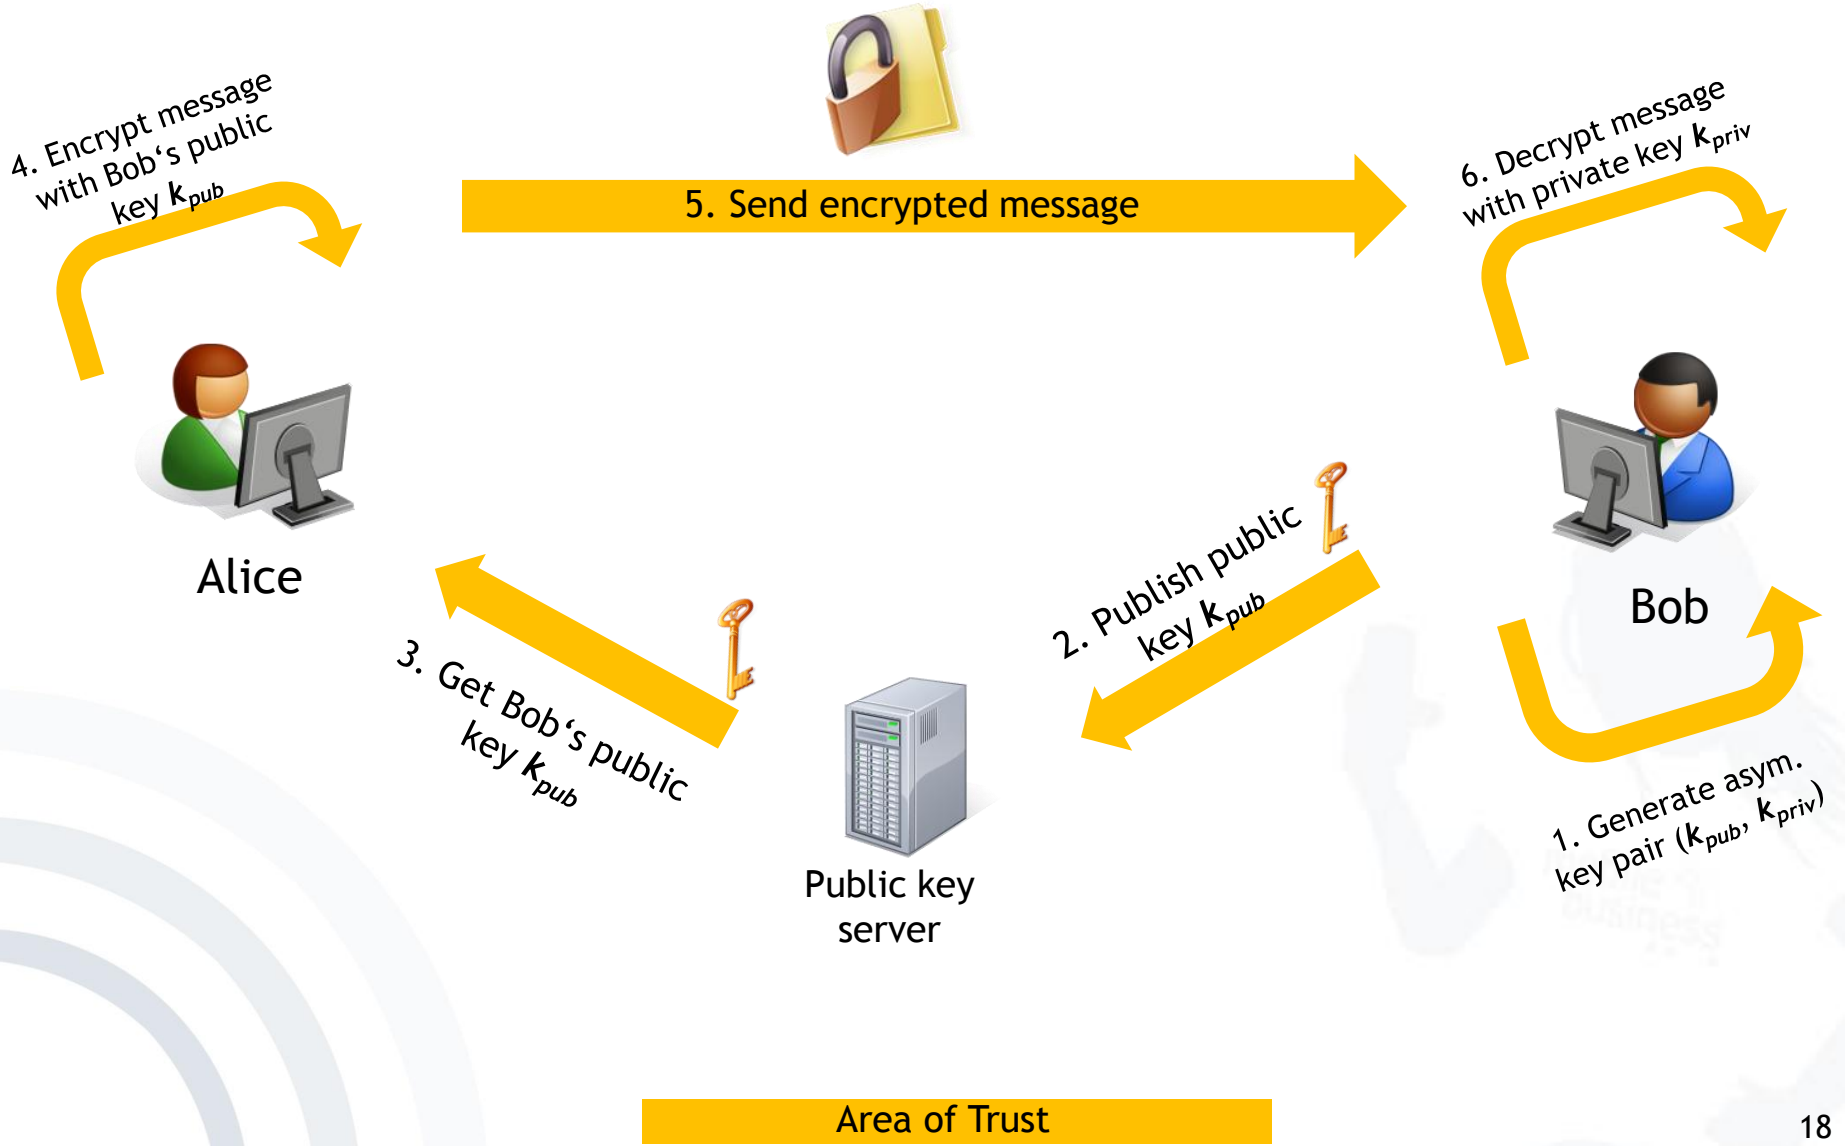 4. Encrypt message
with Bob‘s public
key kpub
5. Send encrypted message
6. Decrypt message
with private key kpriv
Alice
Bob
2. Publish public
key kpub
3. Get Bob‘s public
key kpub
Public key
server
1. Generate asym.
key pair (kpub, kpriv)
business
Area of Trust
18